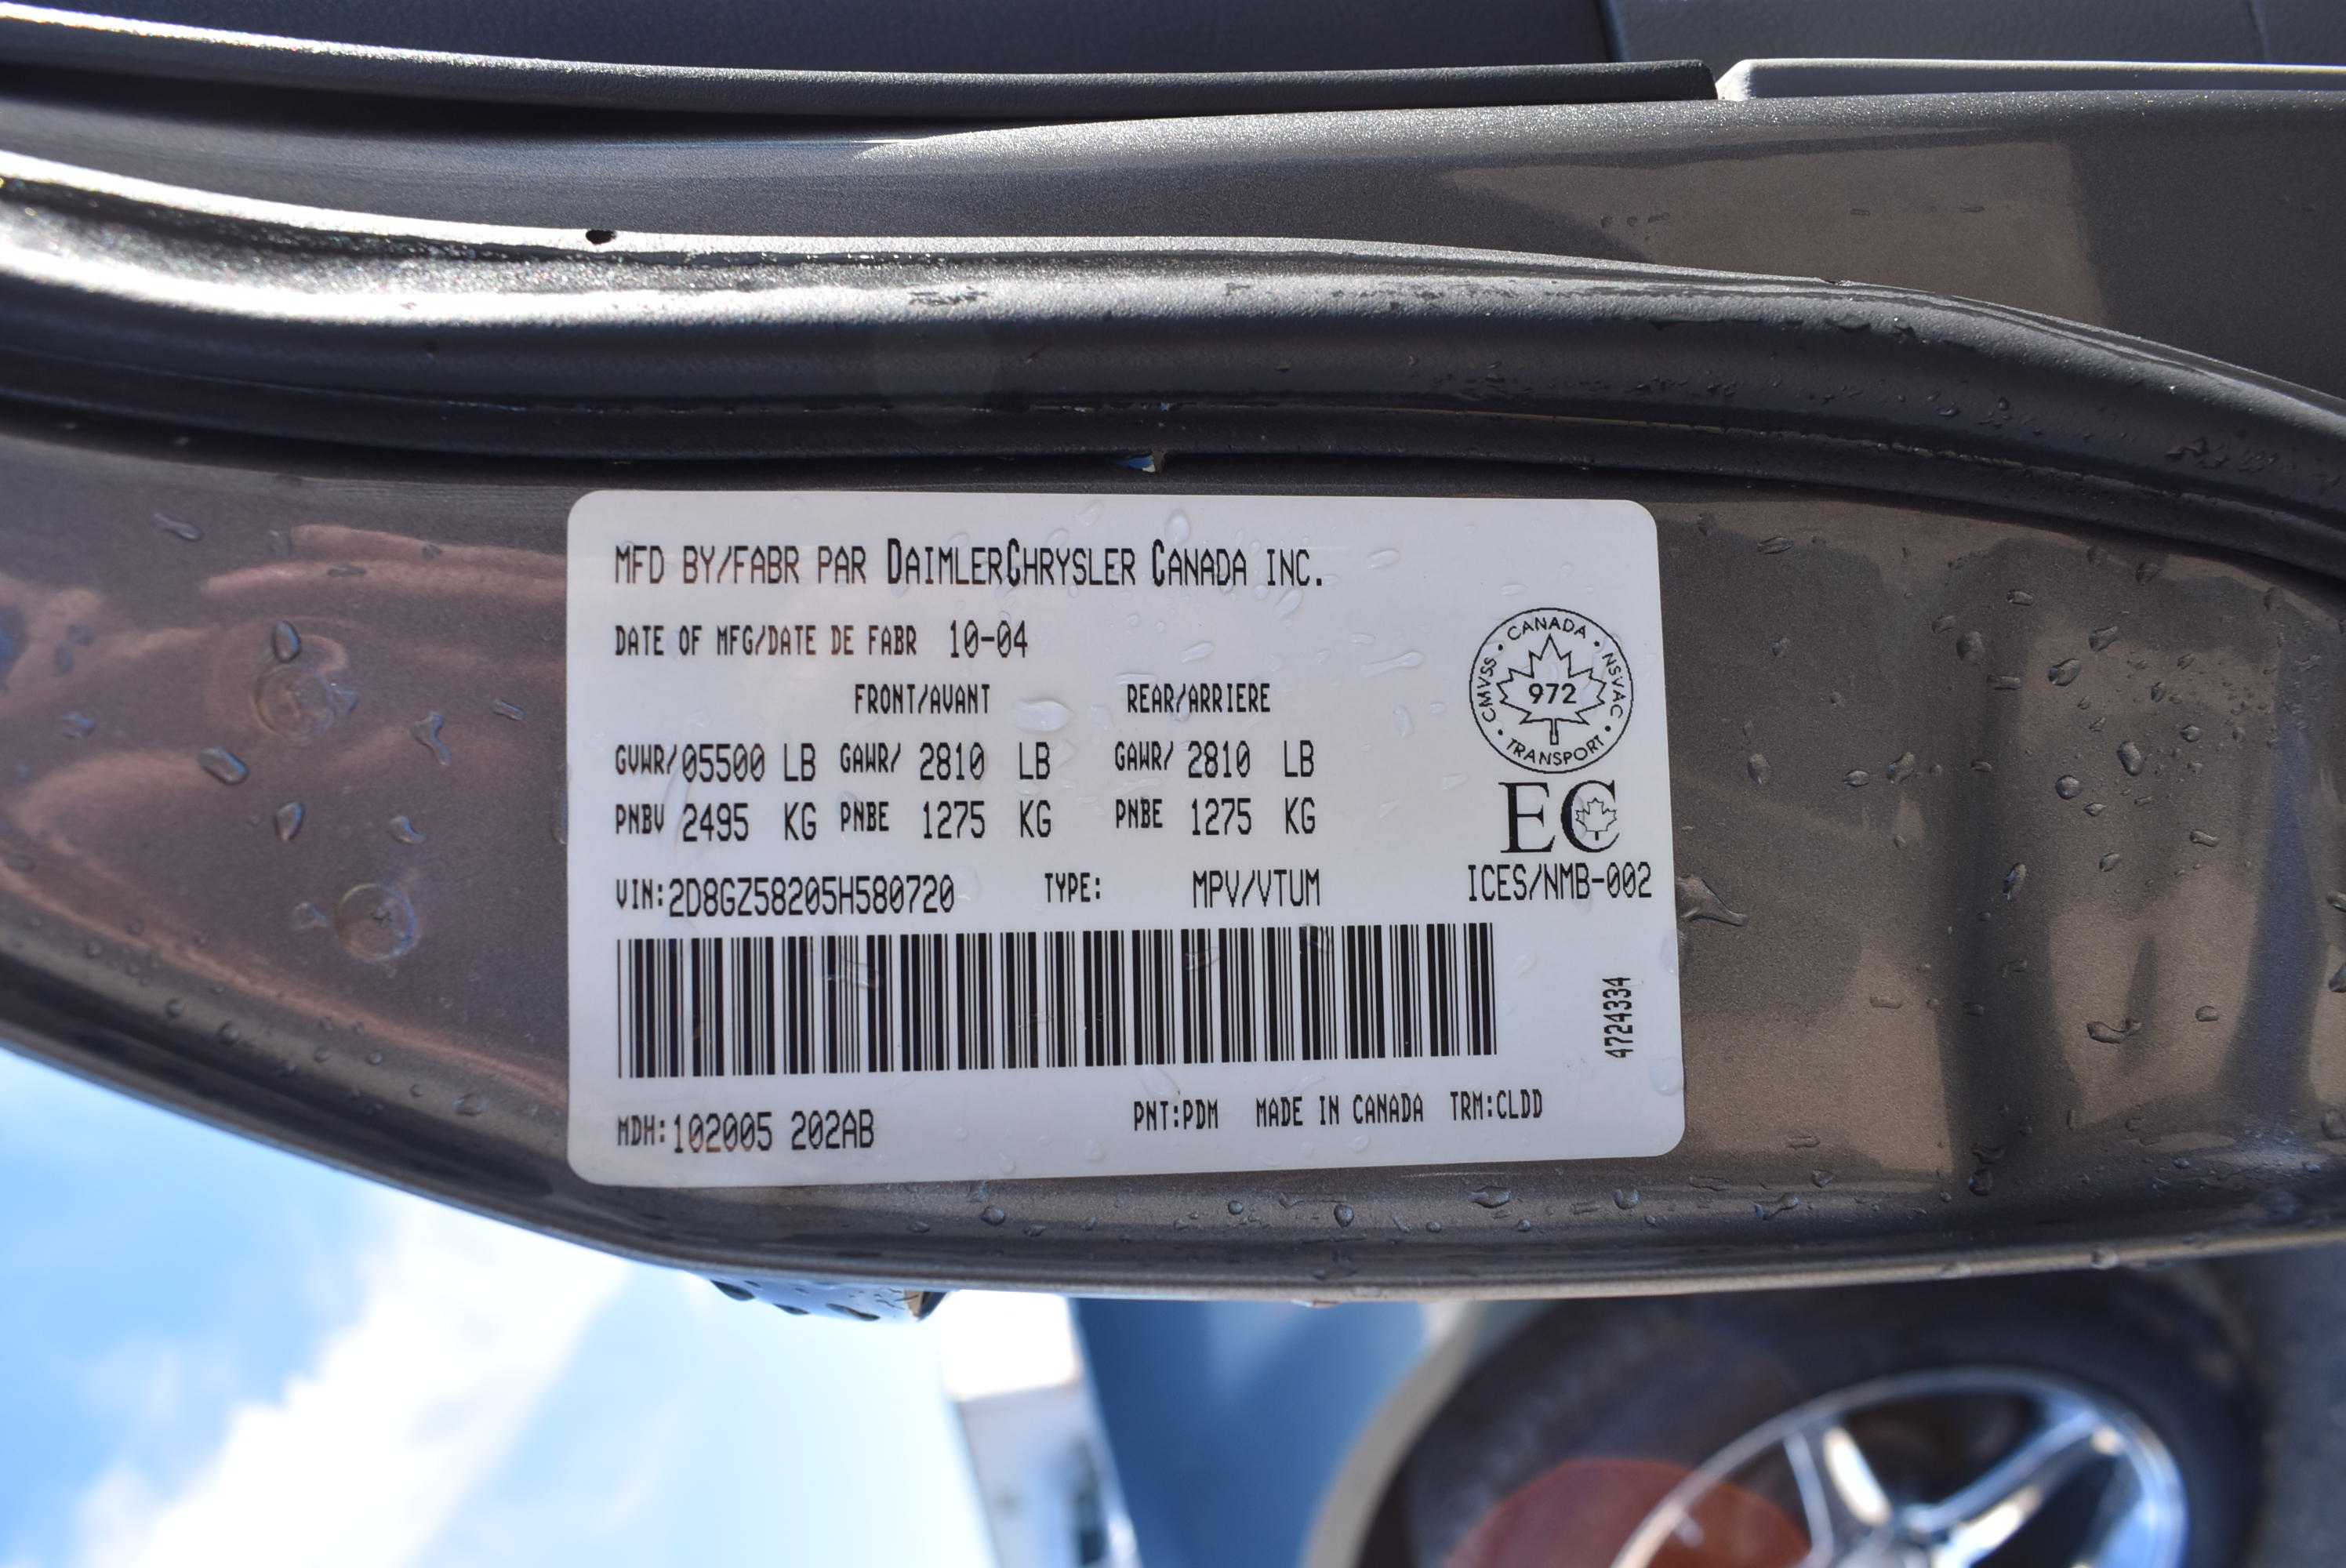 MFD BY/FABR PAR DAIMLERCHRYSLER CANADA INC.
DATE OF MFG/DATE DE FABR 10-04
FRONT/AVANT REAR/ARRIERE
GVWR/05500 LB GAWR/ 2810 LB GAWR/ 2810 LB
PNBV 2495 KG PNBE 1275 KG PNBE 1275 KG
VIN:2D8GZ58205H580720 TYPE: MPV/VTUM
CANADA
CMVSS
972
NSVAC
TRANSPORT
EC
ICES/NMB-002
4724334
MDH:102005 202AB PNT:PDM MADE IN CANADA TRM:CLDD